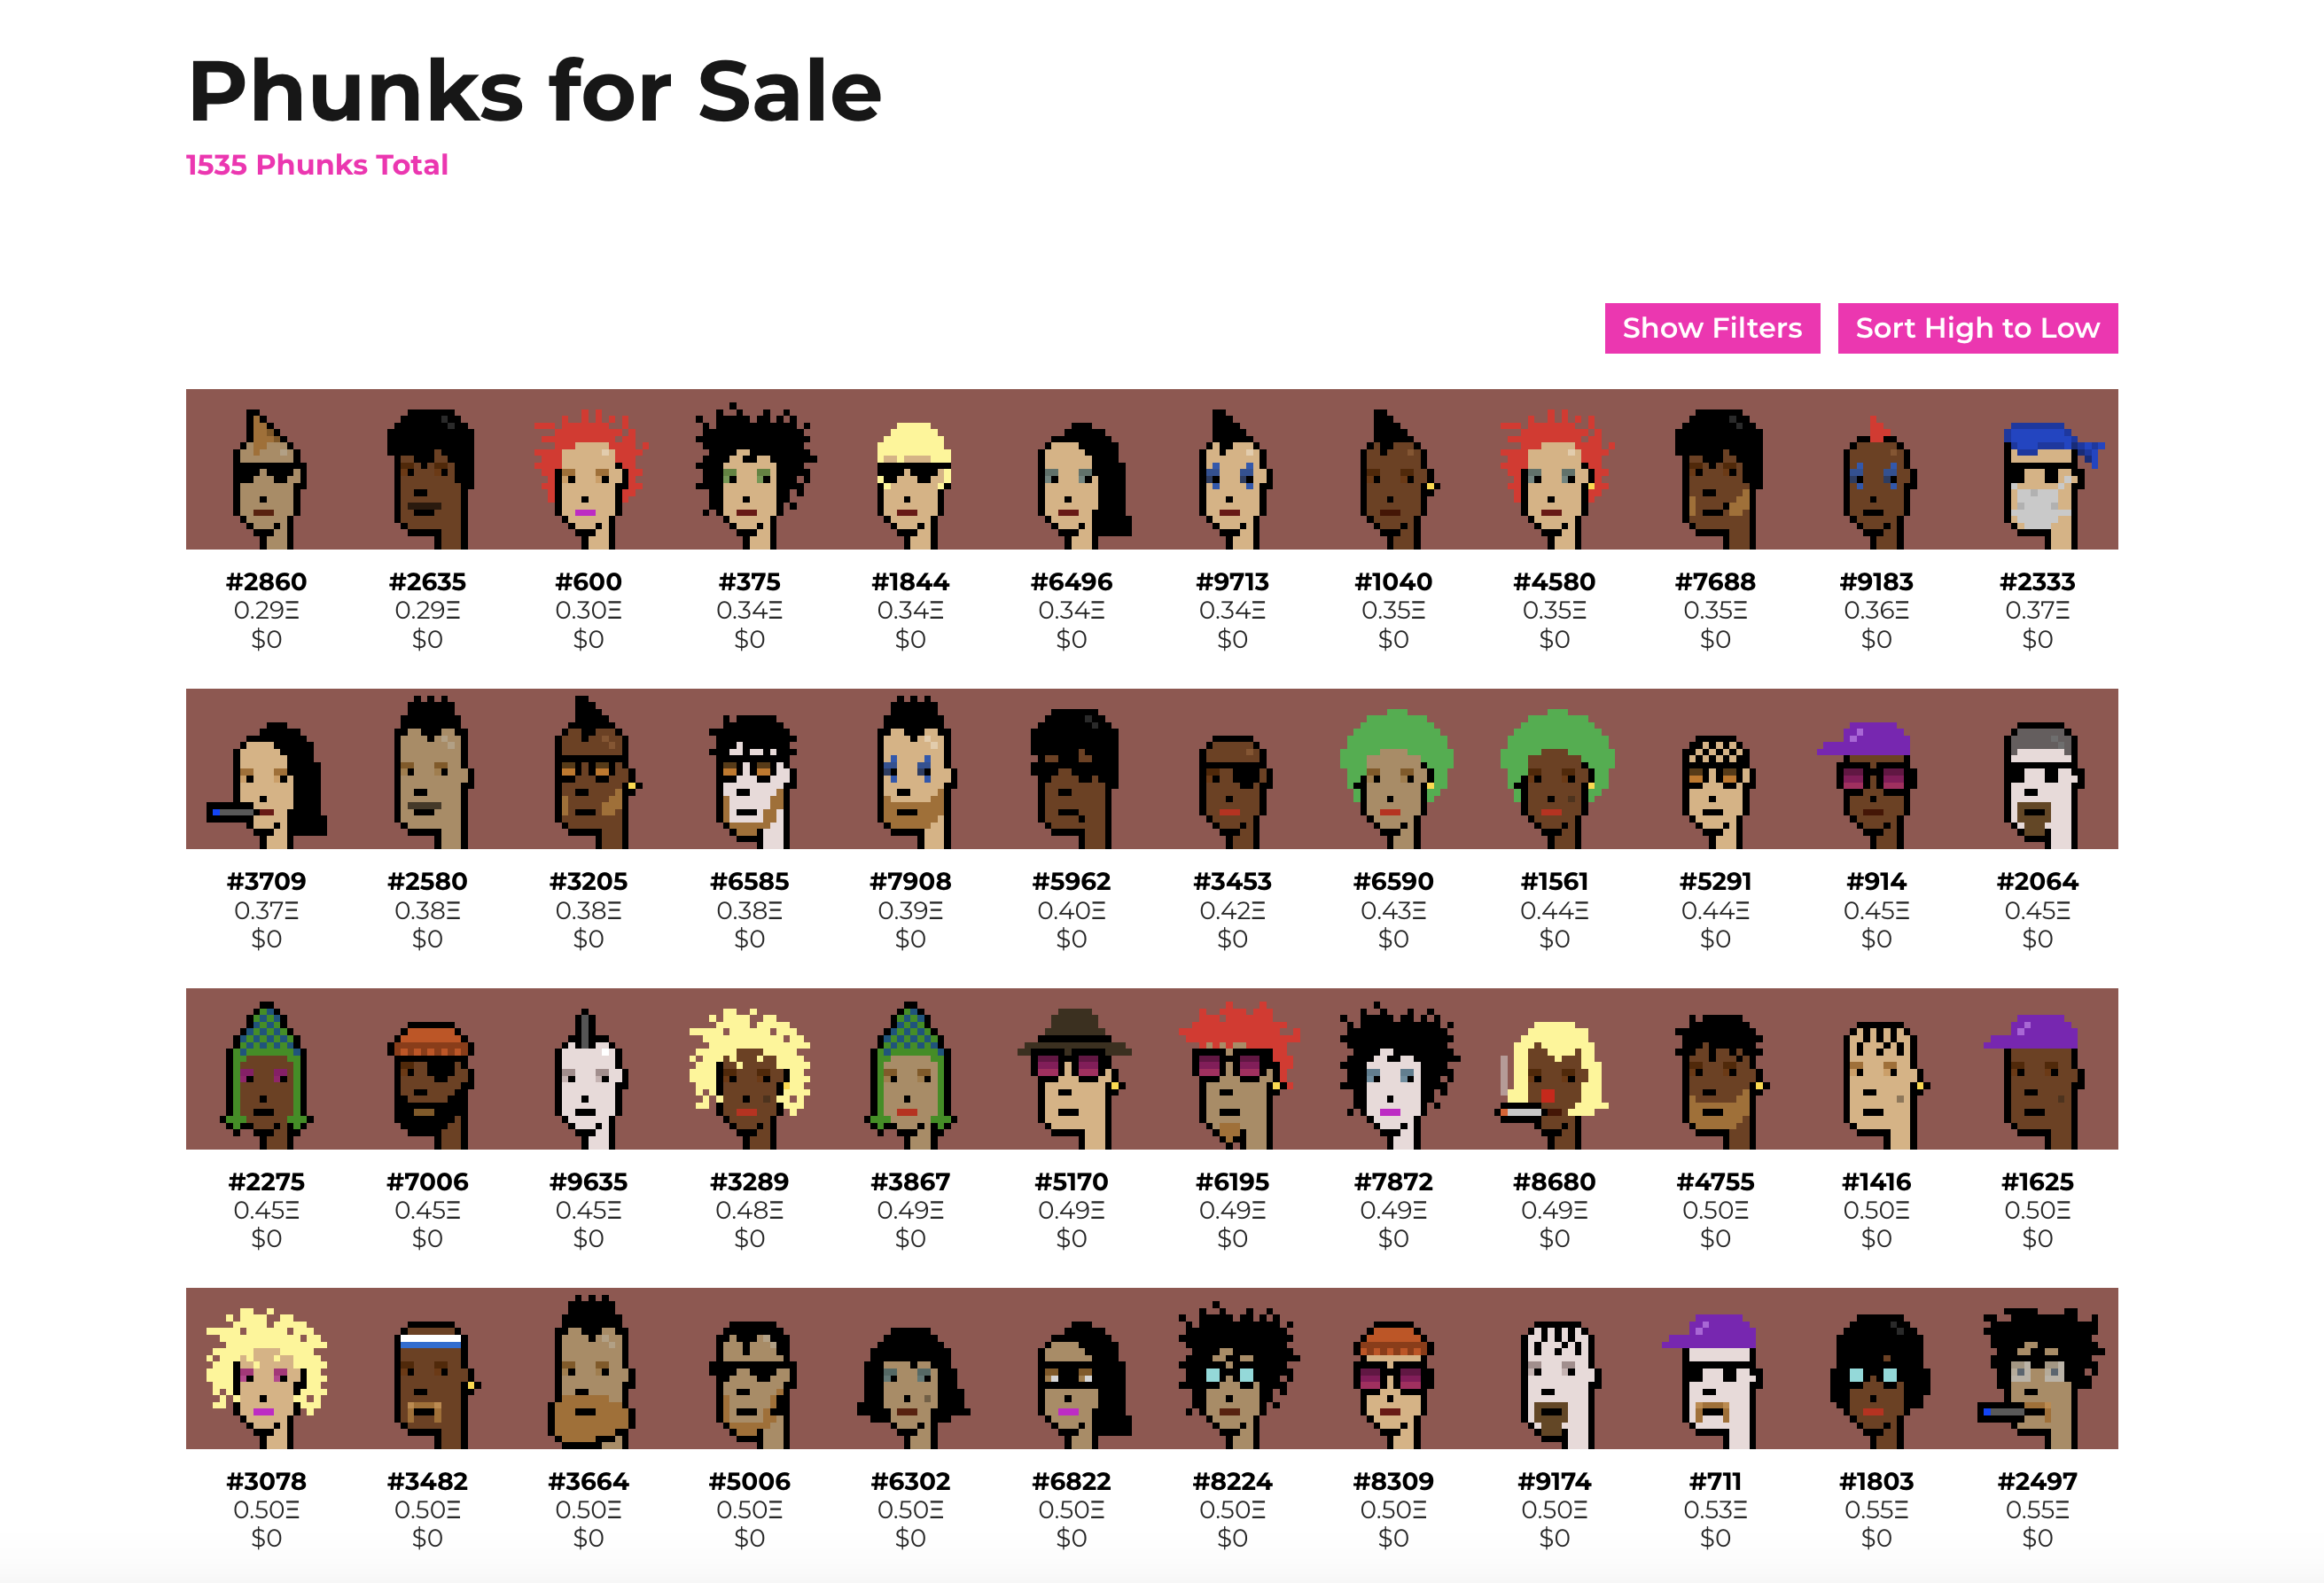 Phunks for Sale
1535 Phunks Total
Show Filters Sort High to Low
#2860 #2635 #600 #375 #1844 #6496 #9713 #1040 #4580 #7688 #9183 #2333
0.29Ξ 0.29Ξ 0.30Ξ 0.34Ξ 0.34Ξ 0.34Ξ 0.34Ξ 0.35Ξ 0.35Ξ 0.35Ξ 0.36Ξ 0.37Ξ
$0 $0 $0 $0 $0 $0 $0 $0 $0 $0 $0 $0
#3709 #2580 #3205 #6585 #7908 #5962 #3453 #6590 #1561 #5291 #914 #2064
0.37Ξ 0.38Ξ 0.38Ξ 0.38Ξ 0.39Ξ 0.40Ξ 0.42Ξ 0.43Ξ 0.44Ξ 0.44Ξ 0.45Ξ 0.45Ξ
$0 $0 $0 $0 $0 $0 $0 $0 $0 $0 $0 $0
#2275 #7006 #9635 #3289 #3867 #5170 #6195 #7872 #8680 #4755 #1416 #1625
0.45Ξ 0.45Ξ 0.45Ξ 0.48Ξ 0.49Ξ 0.49Ξ 0.49Ξ 0.49Ξ 0.49Ξ 0.50Ξ 0.50Ξ 0.50Ξ
$0 $0 $0 $0 $0 $0 $0 $0 $0 $0 $0 $0
#3078 #3482 #3664 #5006 #6302 #6822 #8224 #8309 #9174 #711 #1803 #2497
0.50Ξ 0.50Ξ 0.50Ξ 0.50Ξ 0.50Ξ 0.50Ξ 0.50Ξ 0.50Ξ 0.50Ξ 0.53Ξ 0.55Ξ 0.55Ξ
$0 $0 $0 $0 $0 $0 $0 $0 $0 $0 $0 $0